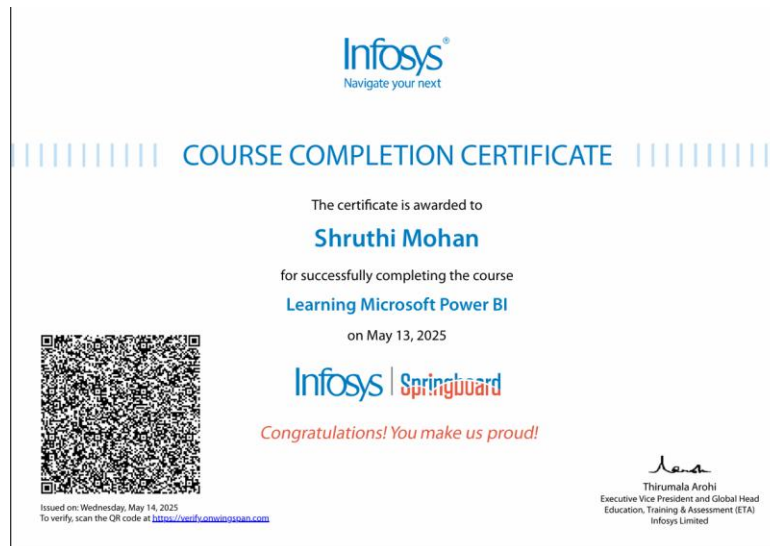 Infosys®
Navigate your next
COURSE COMPLETION CERTIFICATE
The certificate is awarded to
Shruthi Mohan
for successfully completing the course
Learning Microsoft Power BI
on May 13, 2025
Infosys | Springboard
Congratulations! You make us proud!
Issued on: Wednesday, May 14, 2025
To verify, scan the QR code at https://verify.onwingspan.com
Thirumala Arohi
Executive Vice President and Global Head
Education, Training & Assessment (ETA)
Infosys Limited